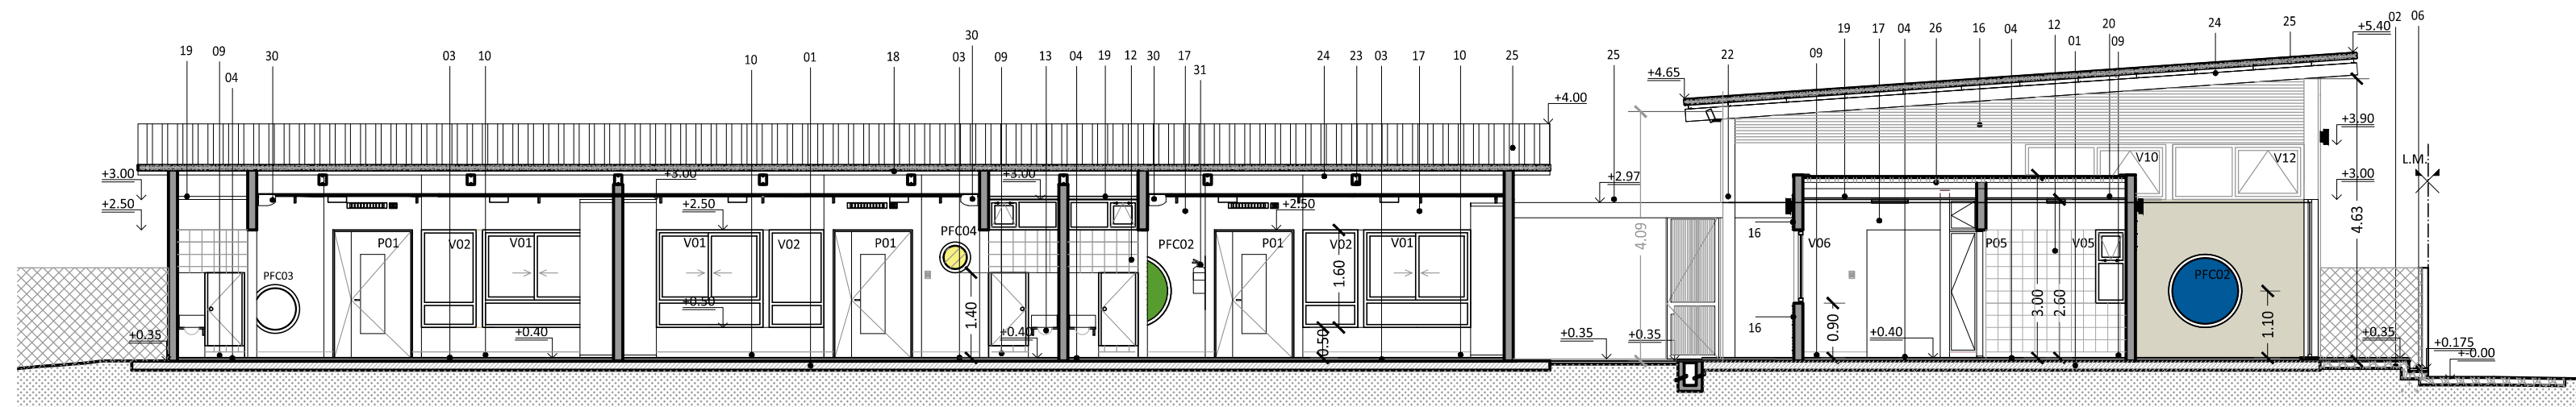 19 09 04 30 03 10 10 01 18 03 30 09 13 04 19 12 30 17 31 24 23 03 17 10 25 25 22 09 19 17 04 26 16 04 12 01 20 09 24 25 02 06
+5.40
+4.65
+4.00
+3.90
L.M.
V10 V12
+3.00 +3.00 +3.00 +2.97 +3.00
+2.50 +2.50 +2.50
4.09 4.63
16
P01 V02 V01 V01 V02 P01 PFC04 PFC02 P01 V02 V01 V06 P05 V05
PFC03 PFC02
1.60
+0.50
1.40 3.00 2.60 1.10
16 0.90
+0.35 +0.40 +0.40 0.50 +0.35 +0.35 +0.40 +0.35
+0.175
+-0.00